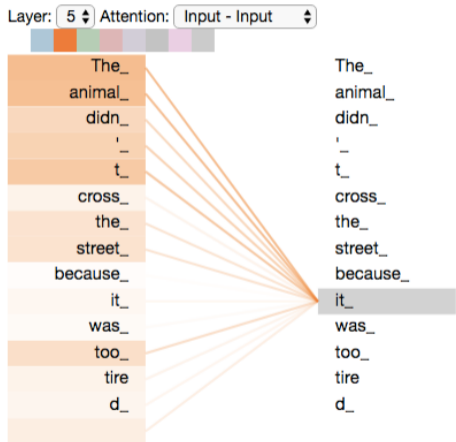 Layer: 5 Attention: Input - Input
The_ The_
animal_ animal_
didn_ didn_
'_ '_
t_ t_
cross_ cross_
the_ the_
street_ street_
because_ because_
it_ it_
was_ was_
too_ too_
tire tire
d_ d_